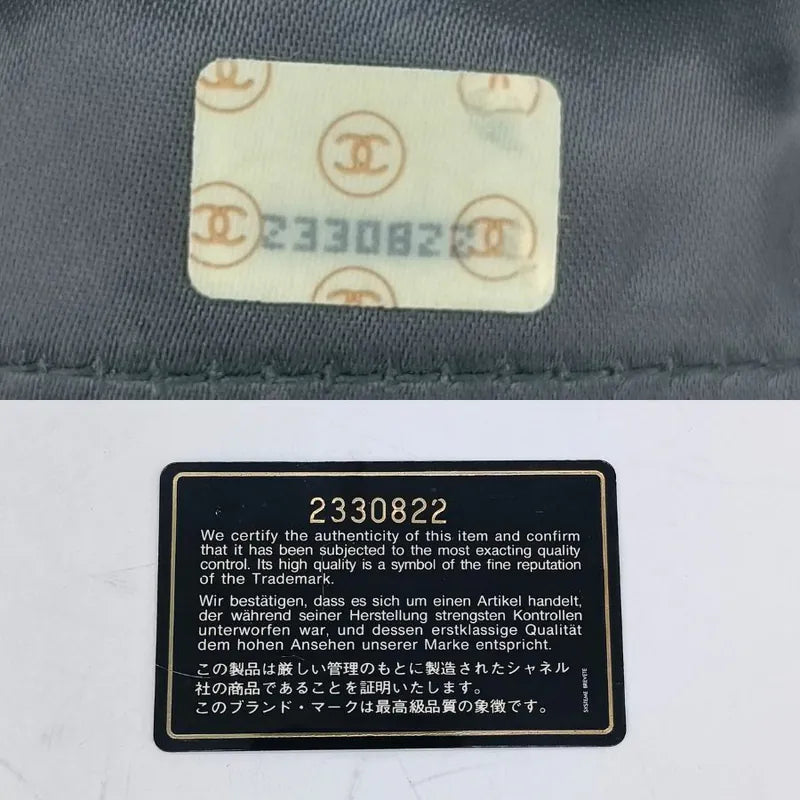 2330822
2330822
We certify the authenticity of this item and confirm
that it has been subjected to the most exacting quality
control. Its high quality is a symbol of the fine reputation
of the Trademark.
Wir bestätigen, dass es sich um einen Artikel handelt,
der während seiner Herstellung strengsten Kontrollen
unterworfen war, und dessen erstklassige Qualität
dem hohen Ansehen unserer Marke entspricht.
この製品は厳しい管理のもとに製造されたシャネル
社の商品であることを証明いたします。
このブランド・マークは最高級品質の象徴です。
SYSTEME BREVETE